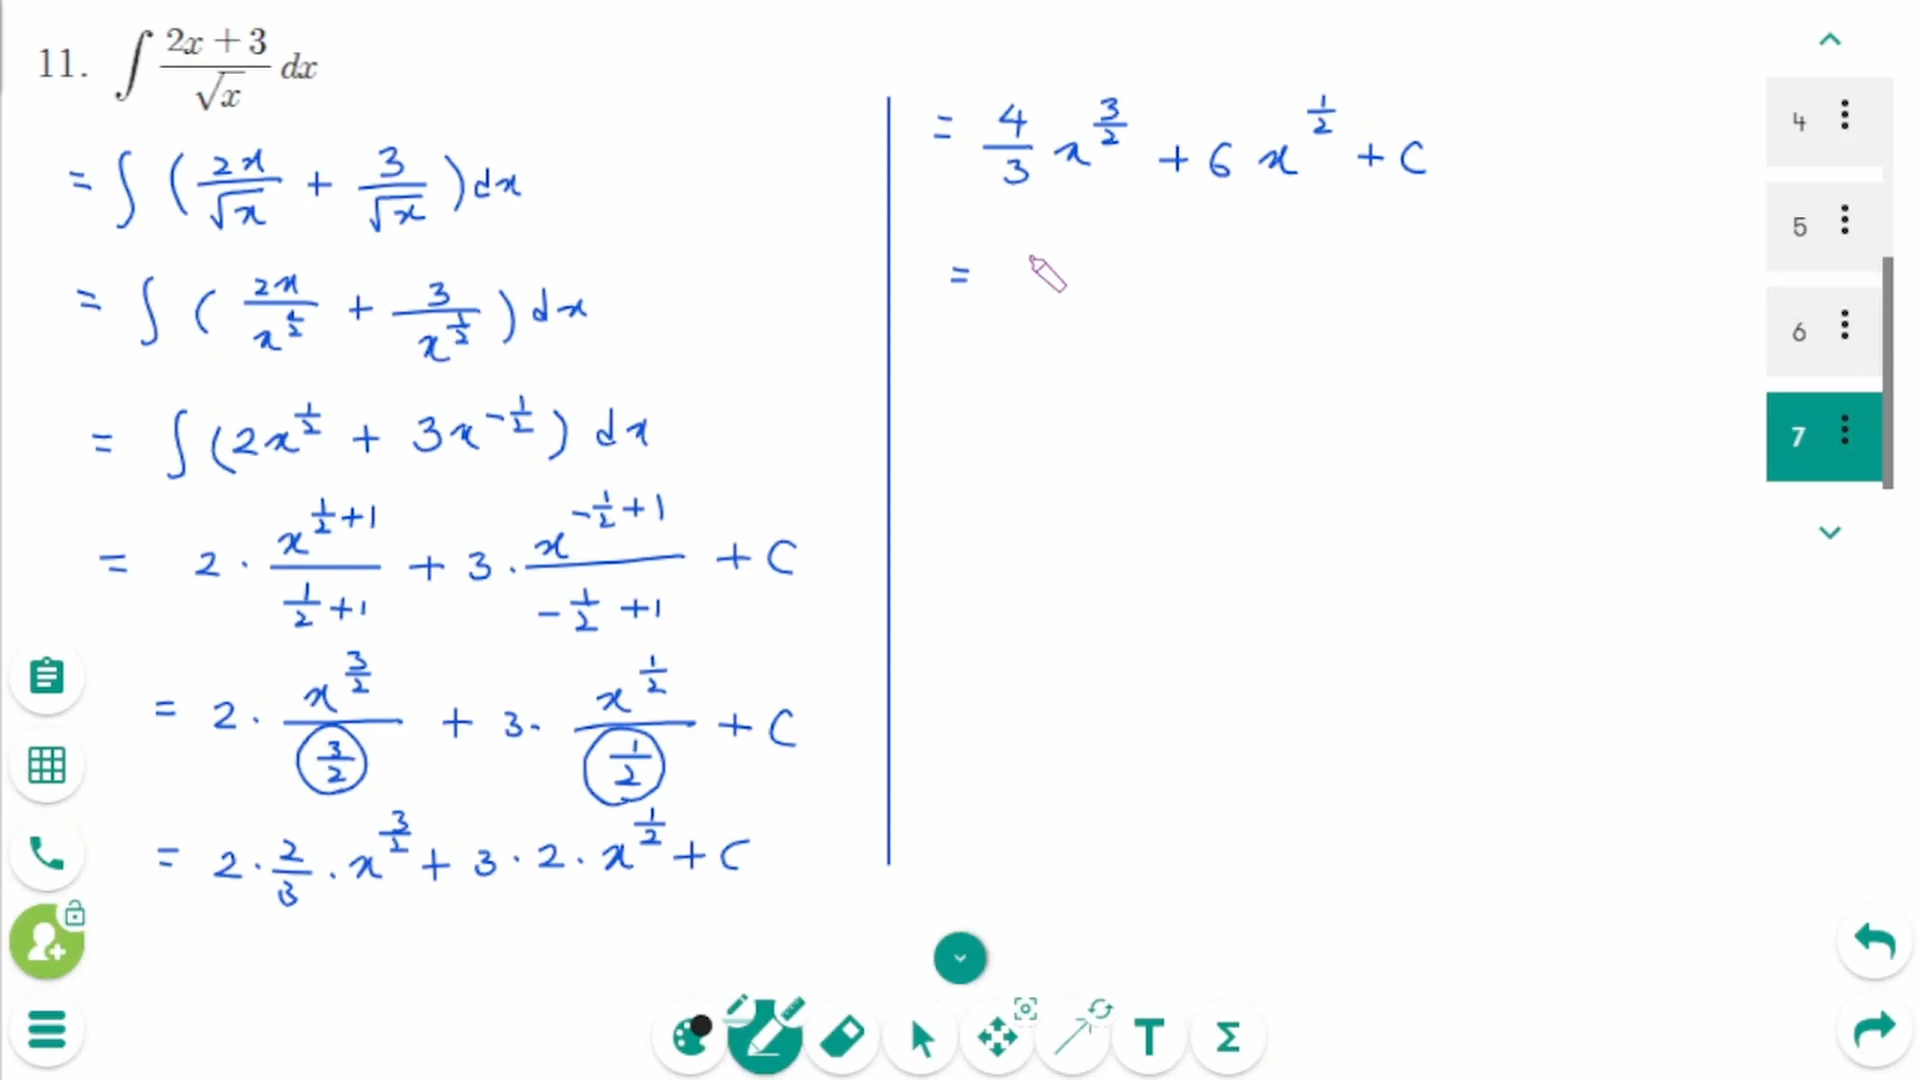 11. ∫ (2x + 3)/√x dx
= ∫ (2x/√x + 3/√x) dx
= ∫ (2x/x^(1/2) + 3/x^(1/2)) dx
= ∫ (2x^(1/2) + 3x^(-1/2)) dx
= 2 · x^(1/2+1)/(1/2+1) + 3 · x^(-1/2+1)/(-1/2+1) + C
= 2 · x^(3/2)/(3/2) + 3 · x^(1/2)/(1/2) + C
= 2 · 2/3 · x^(3/2) + 3 · 2 · x^(1/2) + C
= 4/3 x^(3/2) + 6 x^(1/2) + C
=
4
5
6
7
T
Σ